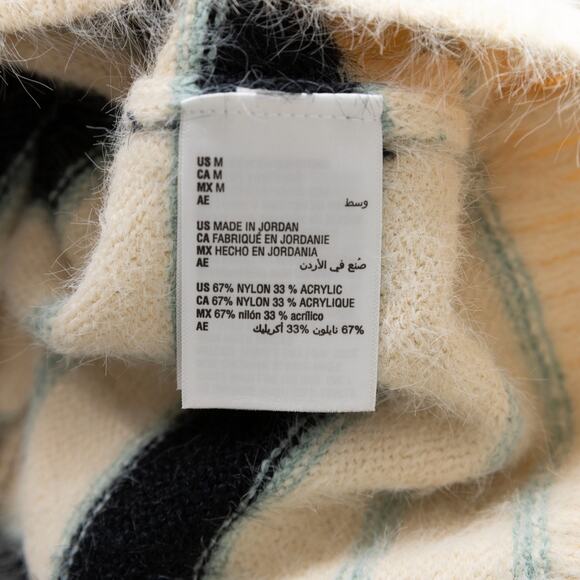 US M
CA M
MX M
AE وسط
US MADE IN JORDAN
CA FABRIQUÉ EN JORDANIE
MX HECHO EN JORDANIA
AE صُنع في الأردن
US 67% NYLON 33 % ACRYLIC
CA 67% NYLON 33 % ACRYLIQUE
MX 67% nilón 33 % acrílico
AE 67% نايلون 33% أكريليك